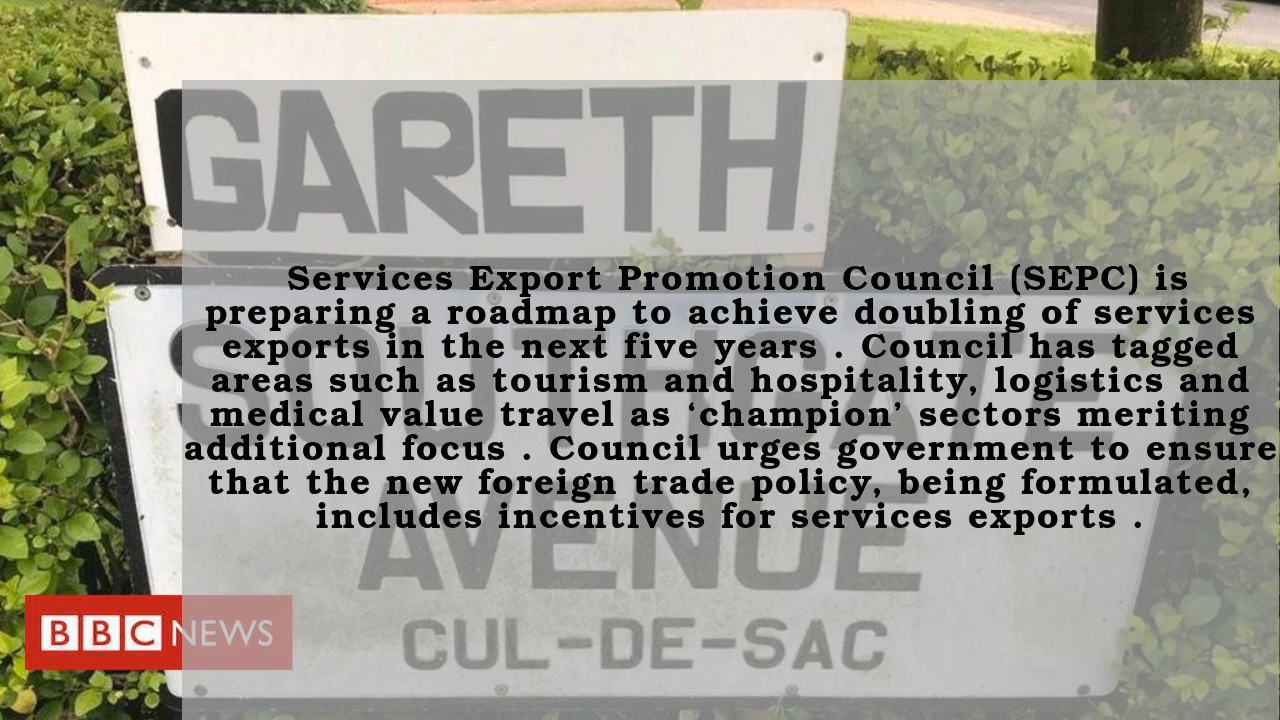 GARETH
Services Export Promotion Council (SEPC) is
preparing a roadmap to achieve doubling of services
exports in the next five years . Council has tagged
areas such as tourism and hospitality, logistics and
medical value travel as ‘champion’ sectors meriting
additional focus . Council urges government to ensure
that the new foreign trade policy, being formulated,
includes incentives for services exports .
SOUTHGATE
AVENUE
CUL-DE-SAC
BBC NEWS